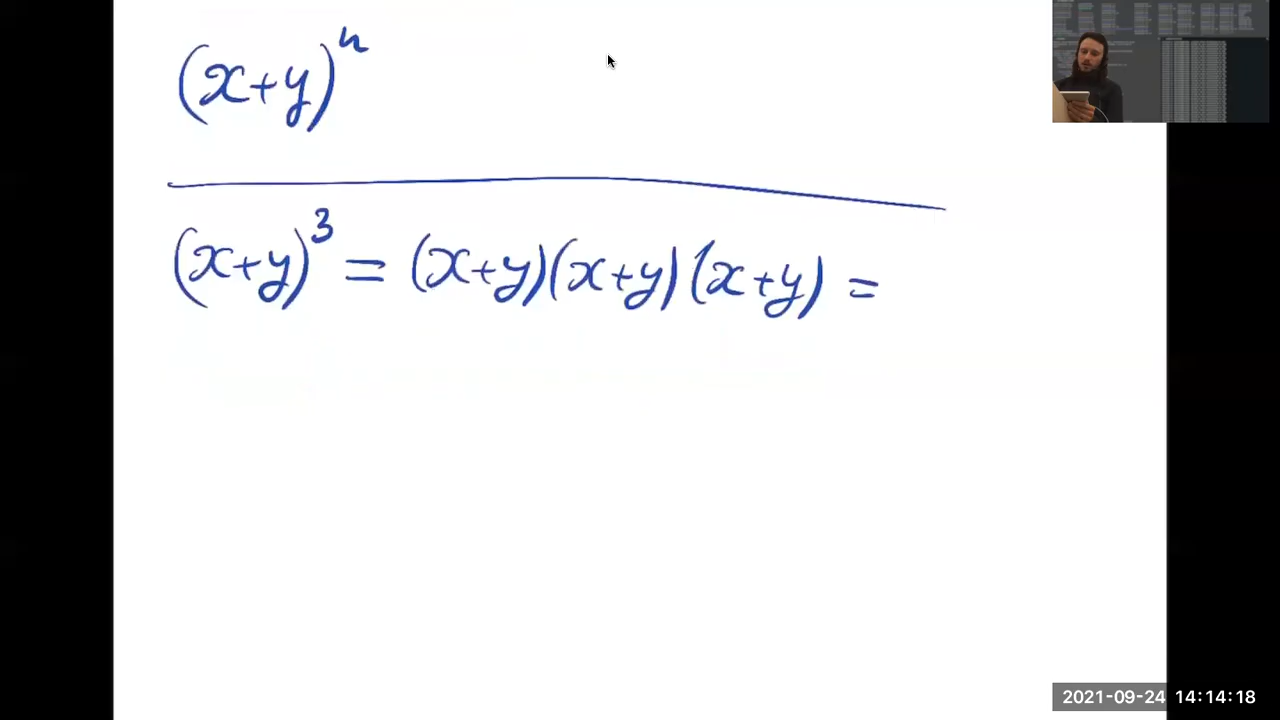 (x+y)^n
(x+y)^3 = (x+y)(x+y)(x+y) =
2021-09-24 14:14:18